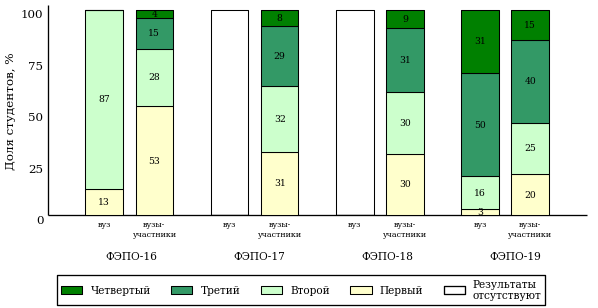 100
75
50
25
0
Доля студентов, %
87
13
4
15
28
53
8
29
32
31
9
31
30
30
31
50
16
3
15
40
25
20
вуз
вузы-
участники
вуз
вузы-
участники
вуз
вузы-
участники
вуз
вузы-
участники
ФЭПО-16 ФЭПО-17 ФЭПО-18 ФЭПО-19
Четвертый Третий Второй Первый Результаты
отсутствуют